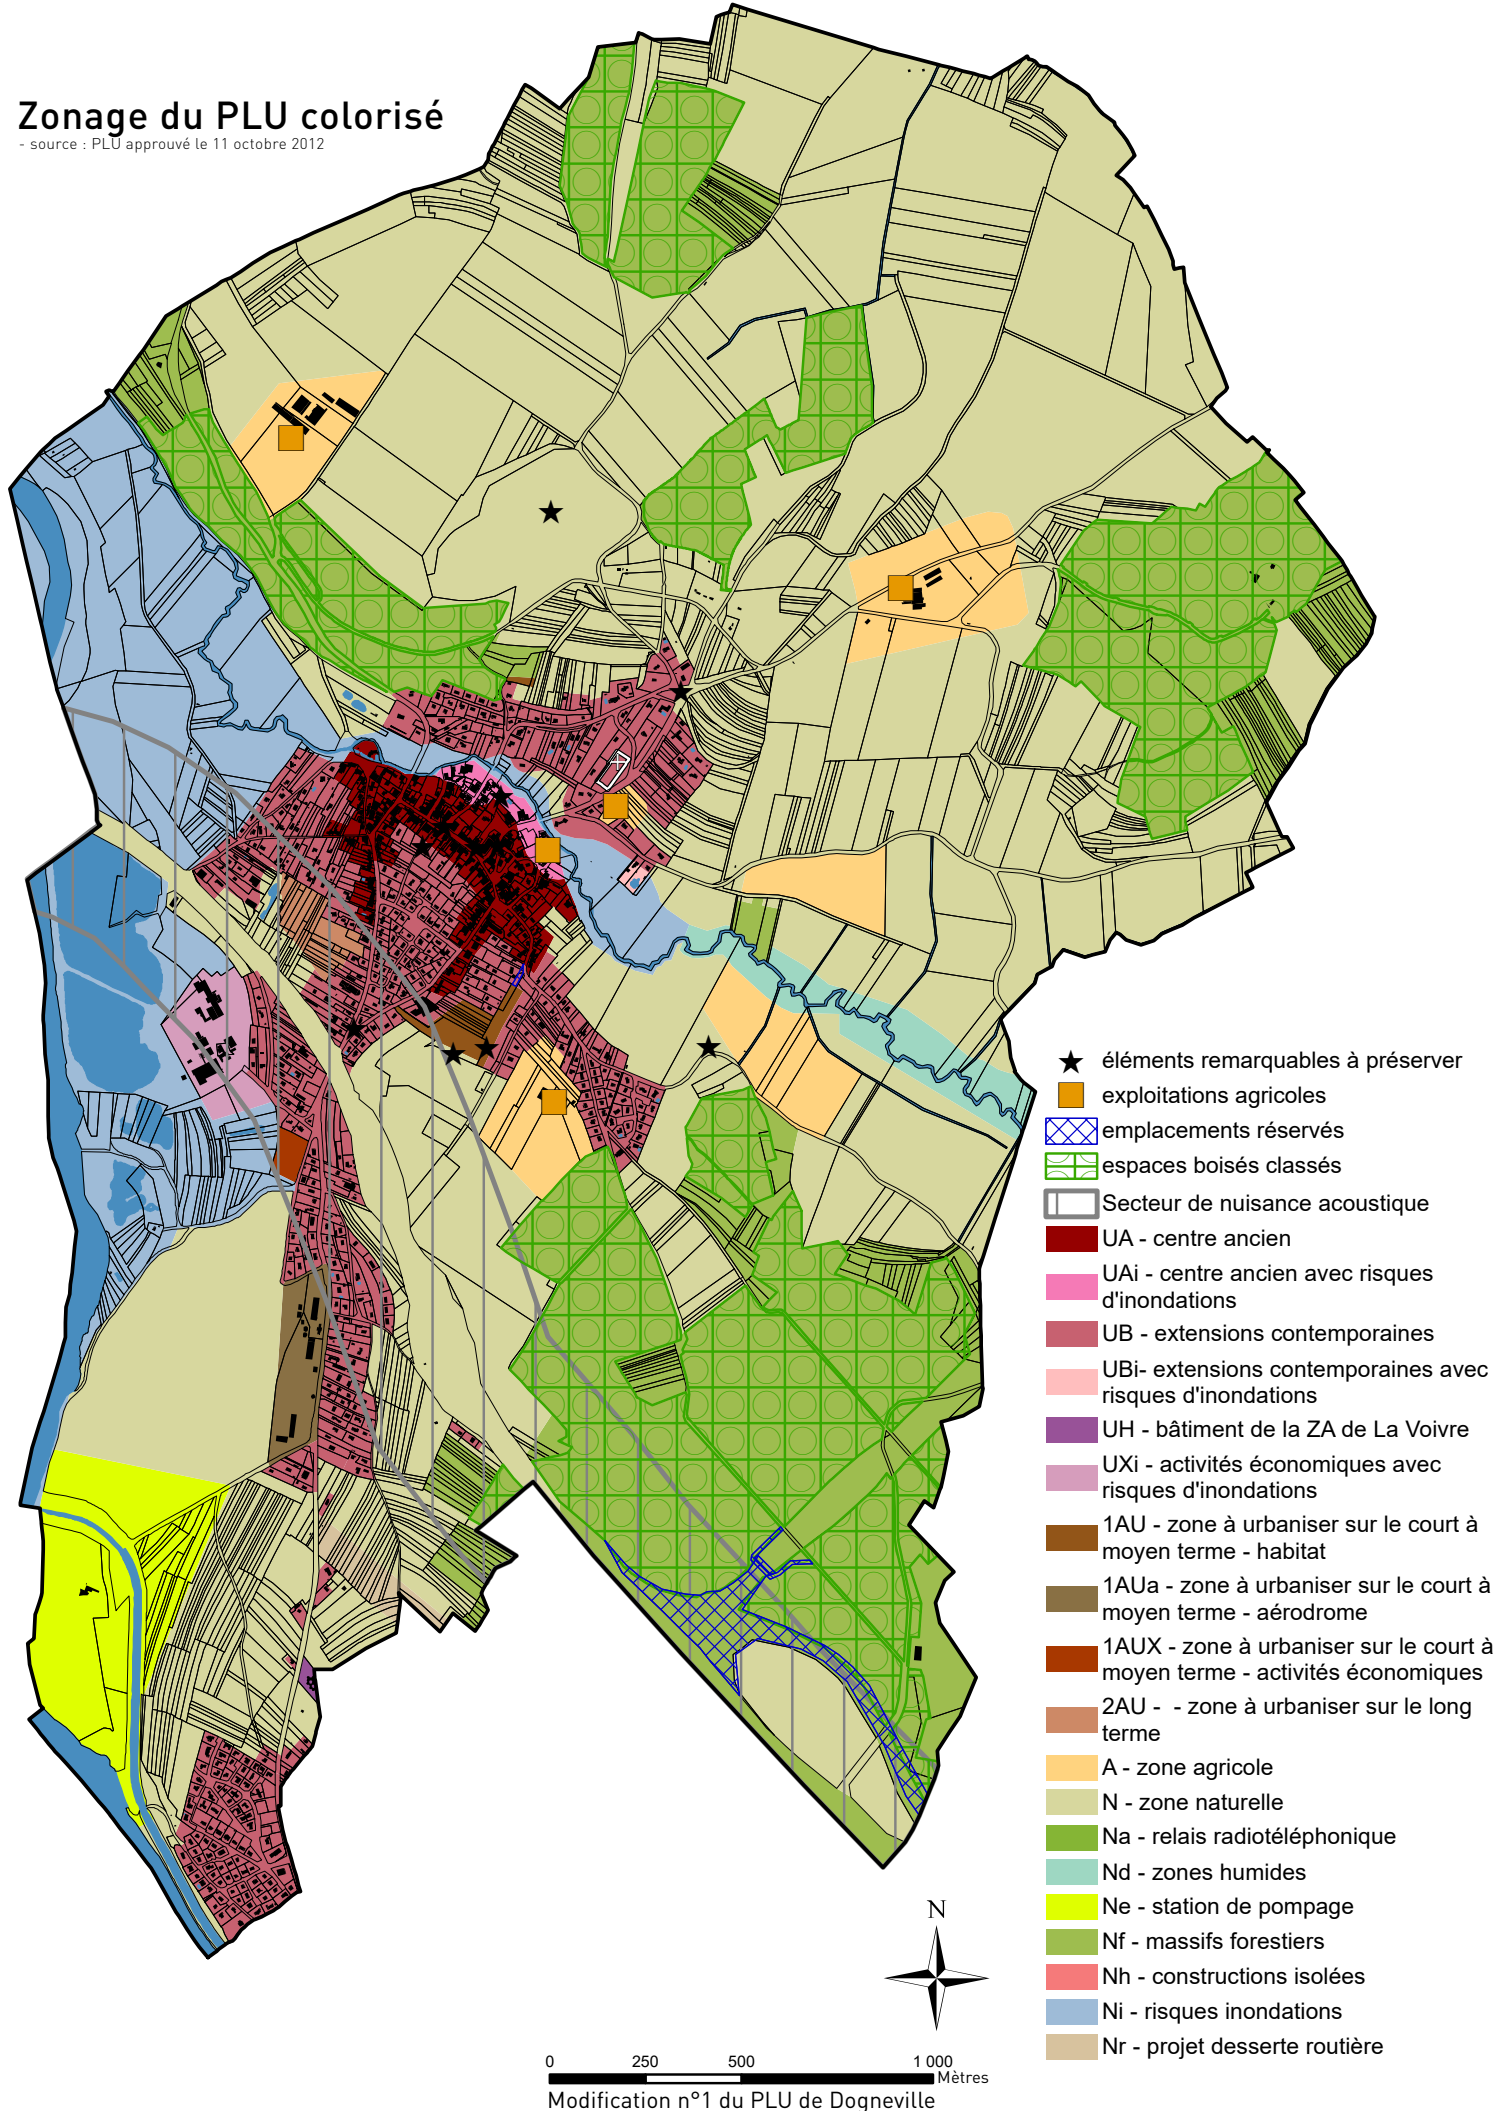 Zonage du PLU colorisé
- source : PLU approuvé le 11 octobre 2012
éléments remarquables à préserver
exploitations agricoles
emplacements réservés
espaces boisés classés
Secteur de nuisance acoustique
UA - centre ancien
UAi - centre ancien avec risques
d'inondations
UB - extensions contemporaines
UBi- extensions contemporaines avec
risques d'inondations
UH - bâtiment de la ZA de La Voivre
UXi - activités économiques avec
risques d'inondations
1AU - zone à urbaniser sur le court à
moyen terme - habitat
1AUa - zone à urbaniser sur le court à
moyen terme - aérodrome
1AUX - zone à urbaniser sur le court à
moyen terme - activités économiques
2AU - - zone à urbaniser sur le long
terme
A - zone agricole
N - zone naturelle
Na - relais radiotéléphonique
Nd - zones humides
Ne - station de pompage
Nf - massifs forestiers
Nh - constructions isolées
Ni - risques inondations
Nr - projet desserte routière
N
0 250 500 1 000
Mètres
Modification n°1 du PLU de Dogneville